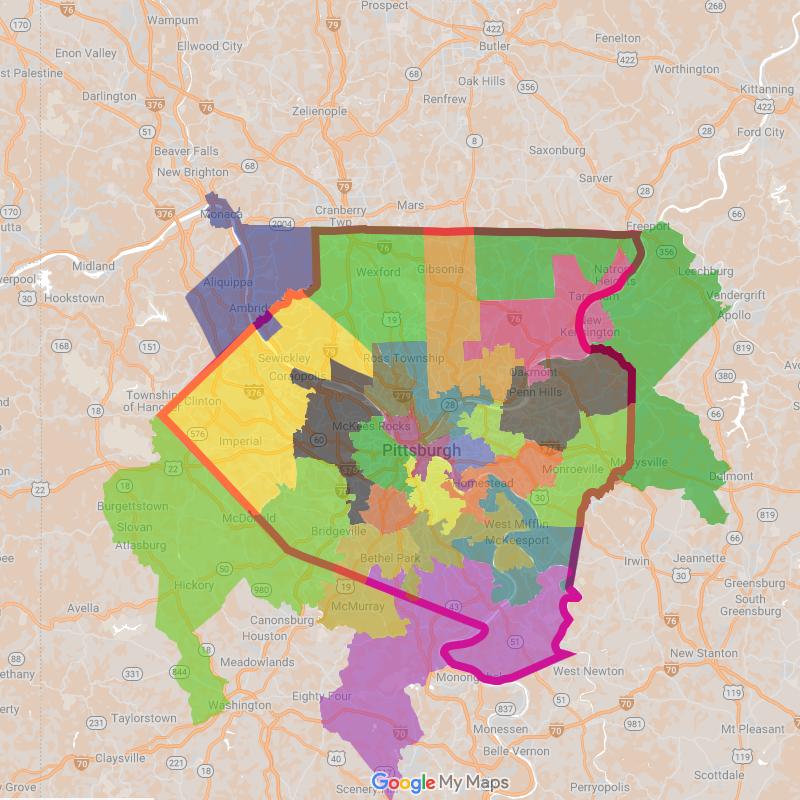 Prospect
268
Wampum
79
422
170
Ellwood City
Butler
Fenelton
Enon Valley
422
Worthington
st Palestine
68
Oak Hills
Kittanning
Darlington
376
76
356
422
Renfrew
Zelienople
51
28
Ford City
8
Beaver Falls
68
Saxonburg
New Brighton
Sarver
79
28
Mars
170
376
Cranberry
Twp
66
utta
Monaca
2004
Freeport
76
356
verpool
Midland
Wexford
Gibsonia
Leechburg
30
Aliquippa
Natrona
Heights
Hookstown
Tarentum
Vandergrift
Ambridge
19
76
Apollo
168
151
New
Kensington
819
Sewickley
Ross Township
Coraopolis
Oakmont
380
Township
of Hanover
Clinton
376
279
28
Penn Hills
66
18
McKees Rocks
576
Imperial
60
Pittsburgh
376
Monroeville
Murrysville
22
376
Delmont
22
Homestead
Burgettstown
18
30
McDonald
819
Slovan
Bridgeville
West Mifflin
Atlasburg
McKeesport
Jeannette
Bethel Park
Irwin
50
30
Hickory
980
19
Greensburg
Avella
McMurray
43
South
Greensburg
Canonsburg
76
Houston
51
18
88
Meadowlands
70
New Stanton
ethany
844
331
Monongahela
West Newton
70
Eighty Four
119
Washington
51
837
231
Taylorstown
981
Mt Pleasant
Monessen
70
40
Belle Vernon
Claysville
119
70
221
18
Scottdale
y Grove
Scenery
Google My Maps
Perryopolis